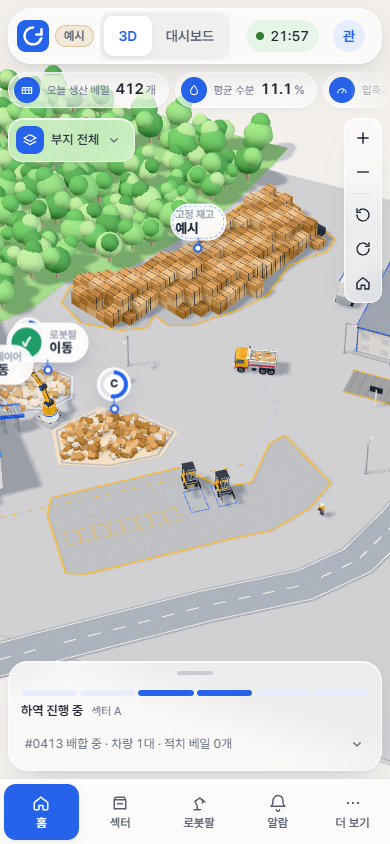 예시
3D
대시보드
21:57
관
오늘 생산 베일 412개
평균 수분 11.1%
압축
부지 전체
고정 재고
예시
로봇팔
이동
C
하역 진행 중 섹터 A
#0413 배합 중 · 차량 1대 · 적치 베일 0개
홈
섹터
로봇팔
알람
더 보기